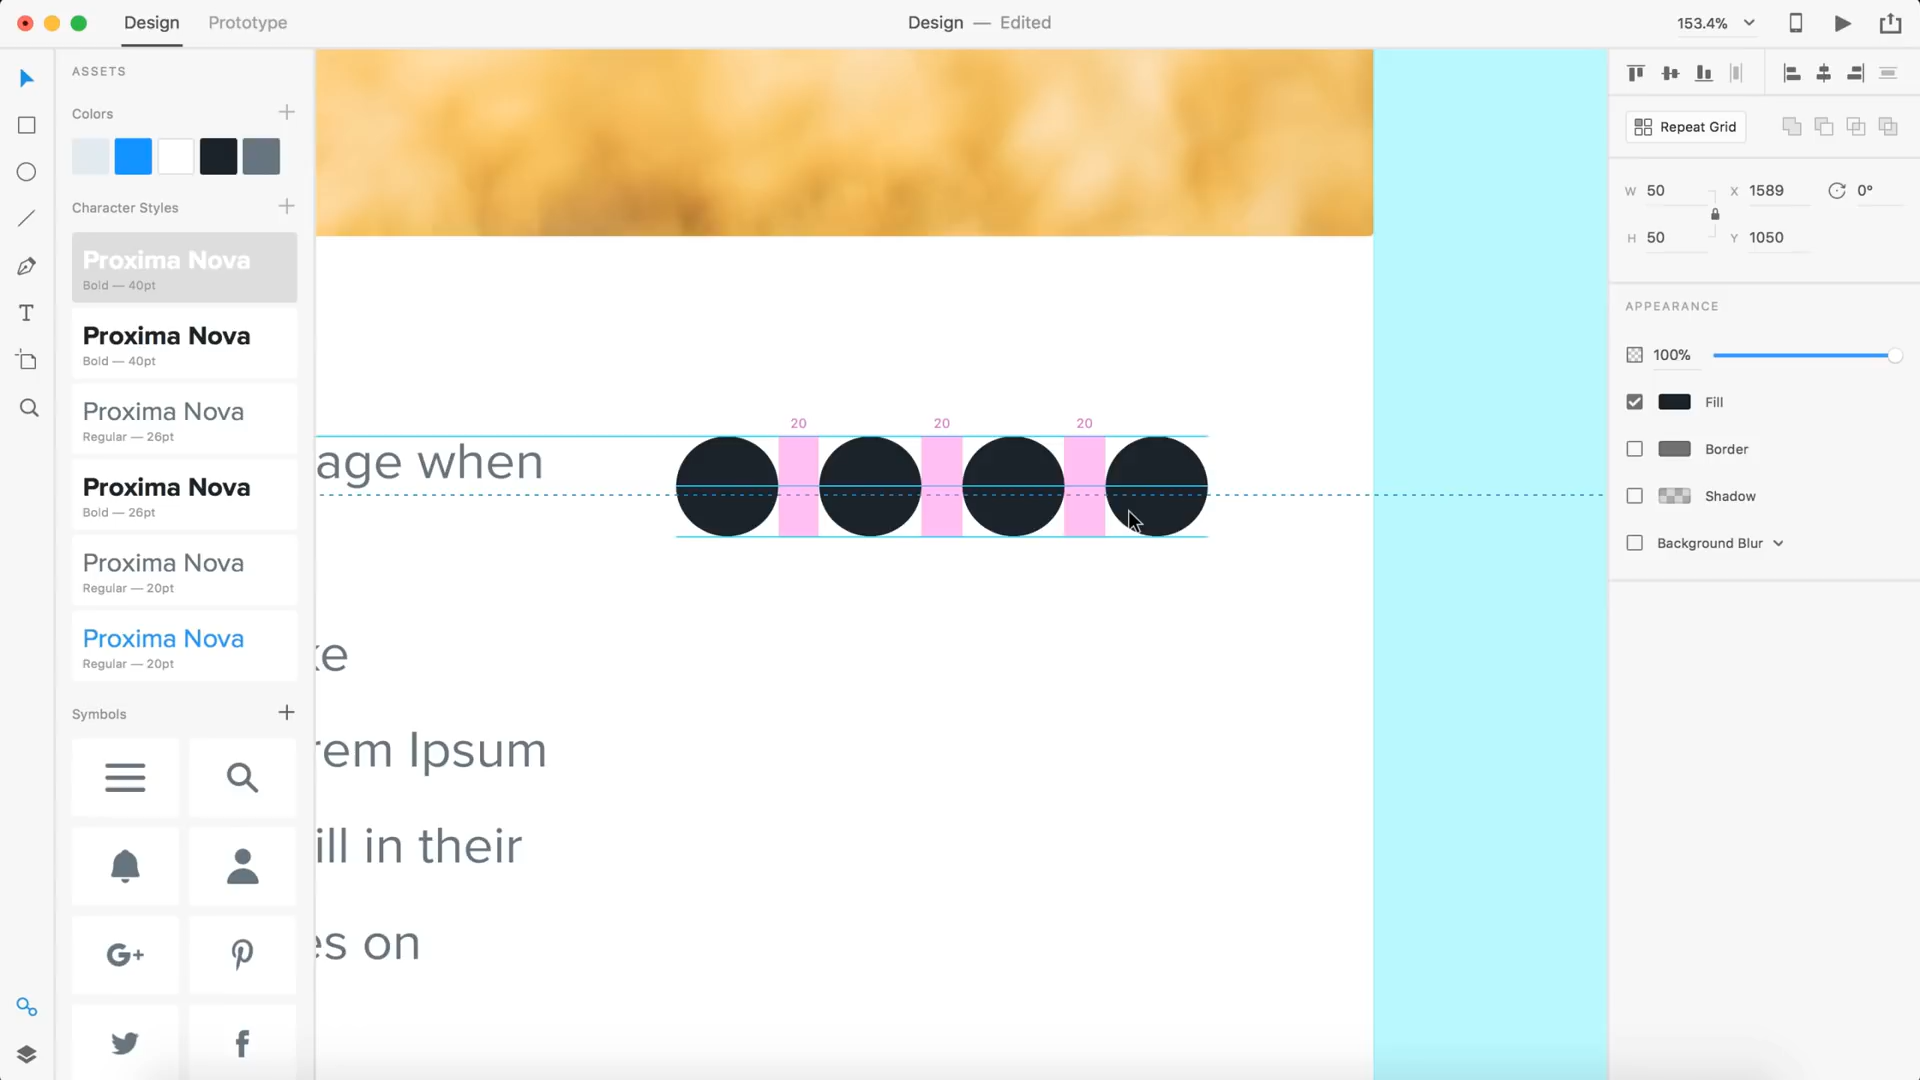 Design
Prototype
Design — Edited
153.4%
ASSETS
Colors
Character Styles
Proxima Nova
Bold — 40pt
Proxima Nova
Bold — 40pt
Proxima Nova
Regular — 26pt
Proxima Nova
Bold — 26pt
Proxima Nova
Regular — 20pt
Proxima Nova
Regular — 20pt
Symbols
G+
20 20 20
age when
ke
rem Ipsum
ill in their
es on
Repeat Grid
W 50 X 1589 0°
H 50 Y 1050
APPEARANCE
100%
Fill
Border
Shadow
Background Blur